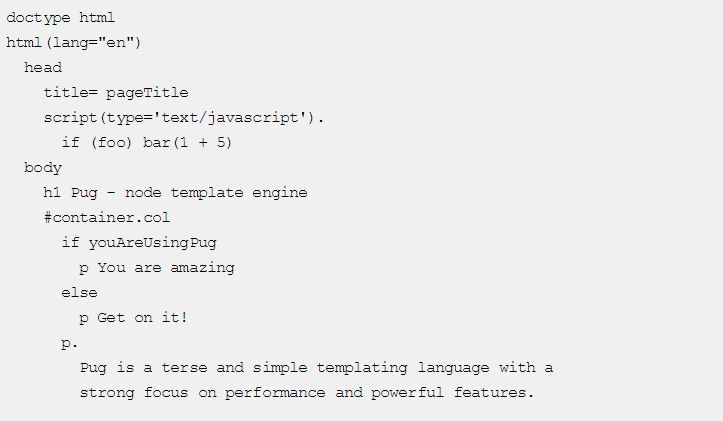 doctype html
html(lang="en")
  head
    title= pageTitle
    script(type='text/javascript').
      if (foo) bar(1 + 5)
  body
    h1 Pug - node template engine
    #container.col
      if youAreUsingPug
        p You are amazing
      else
        p Get on it!
      p.
        Pug is a terse and simple templating language with a
        strong focus on performance and powerful features.